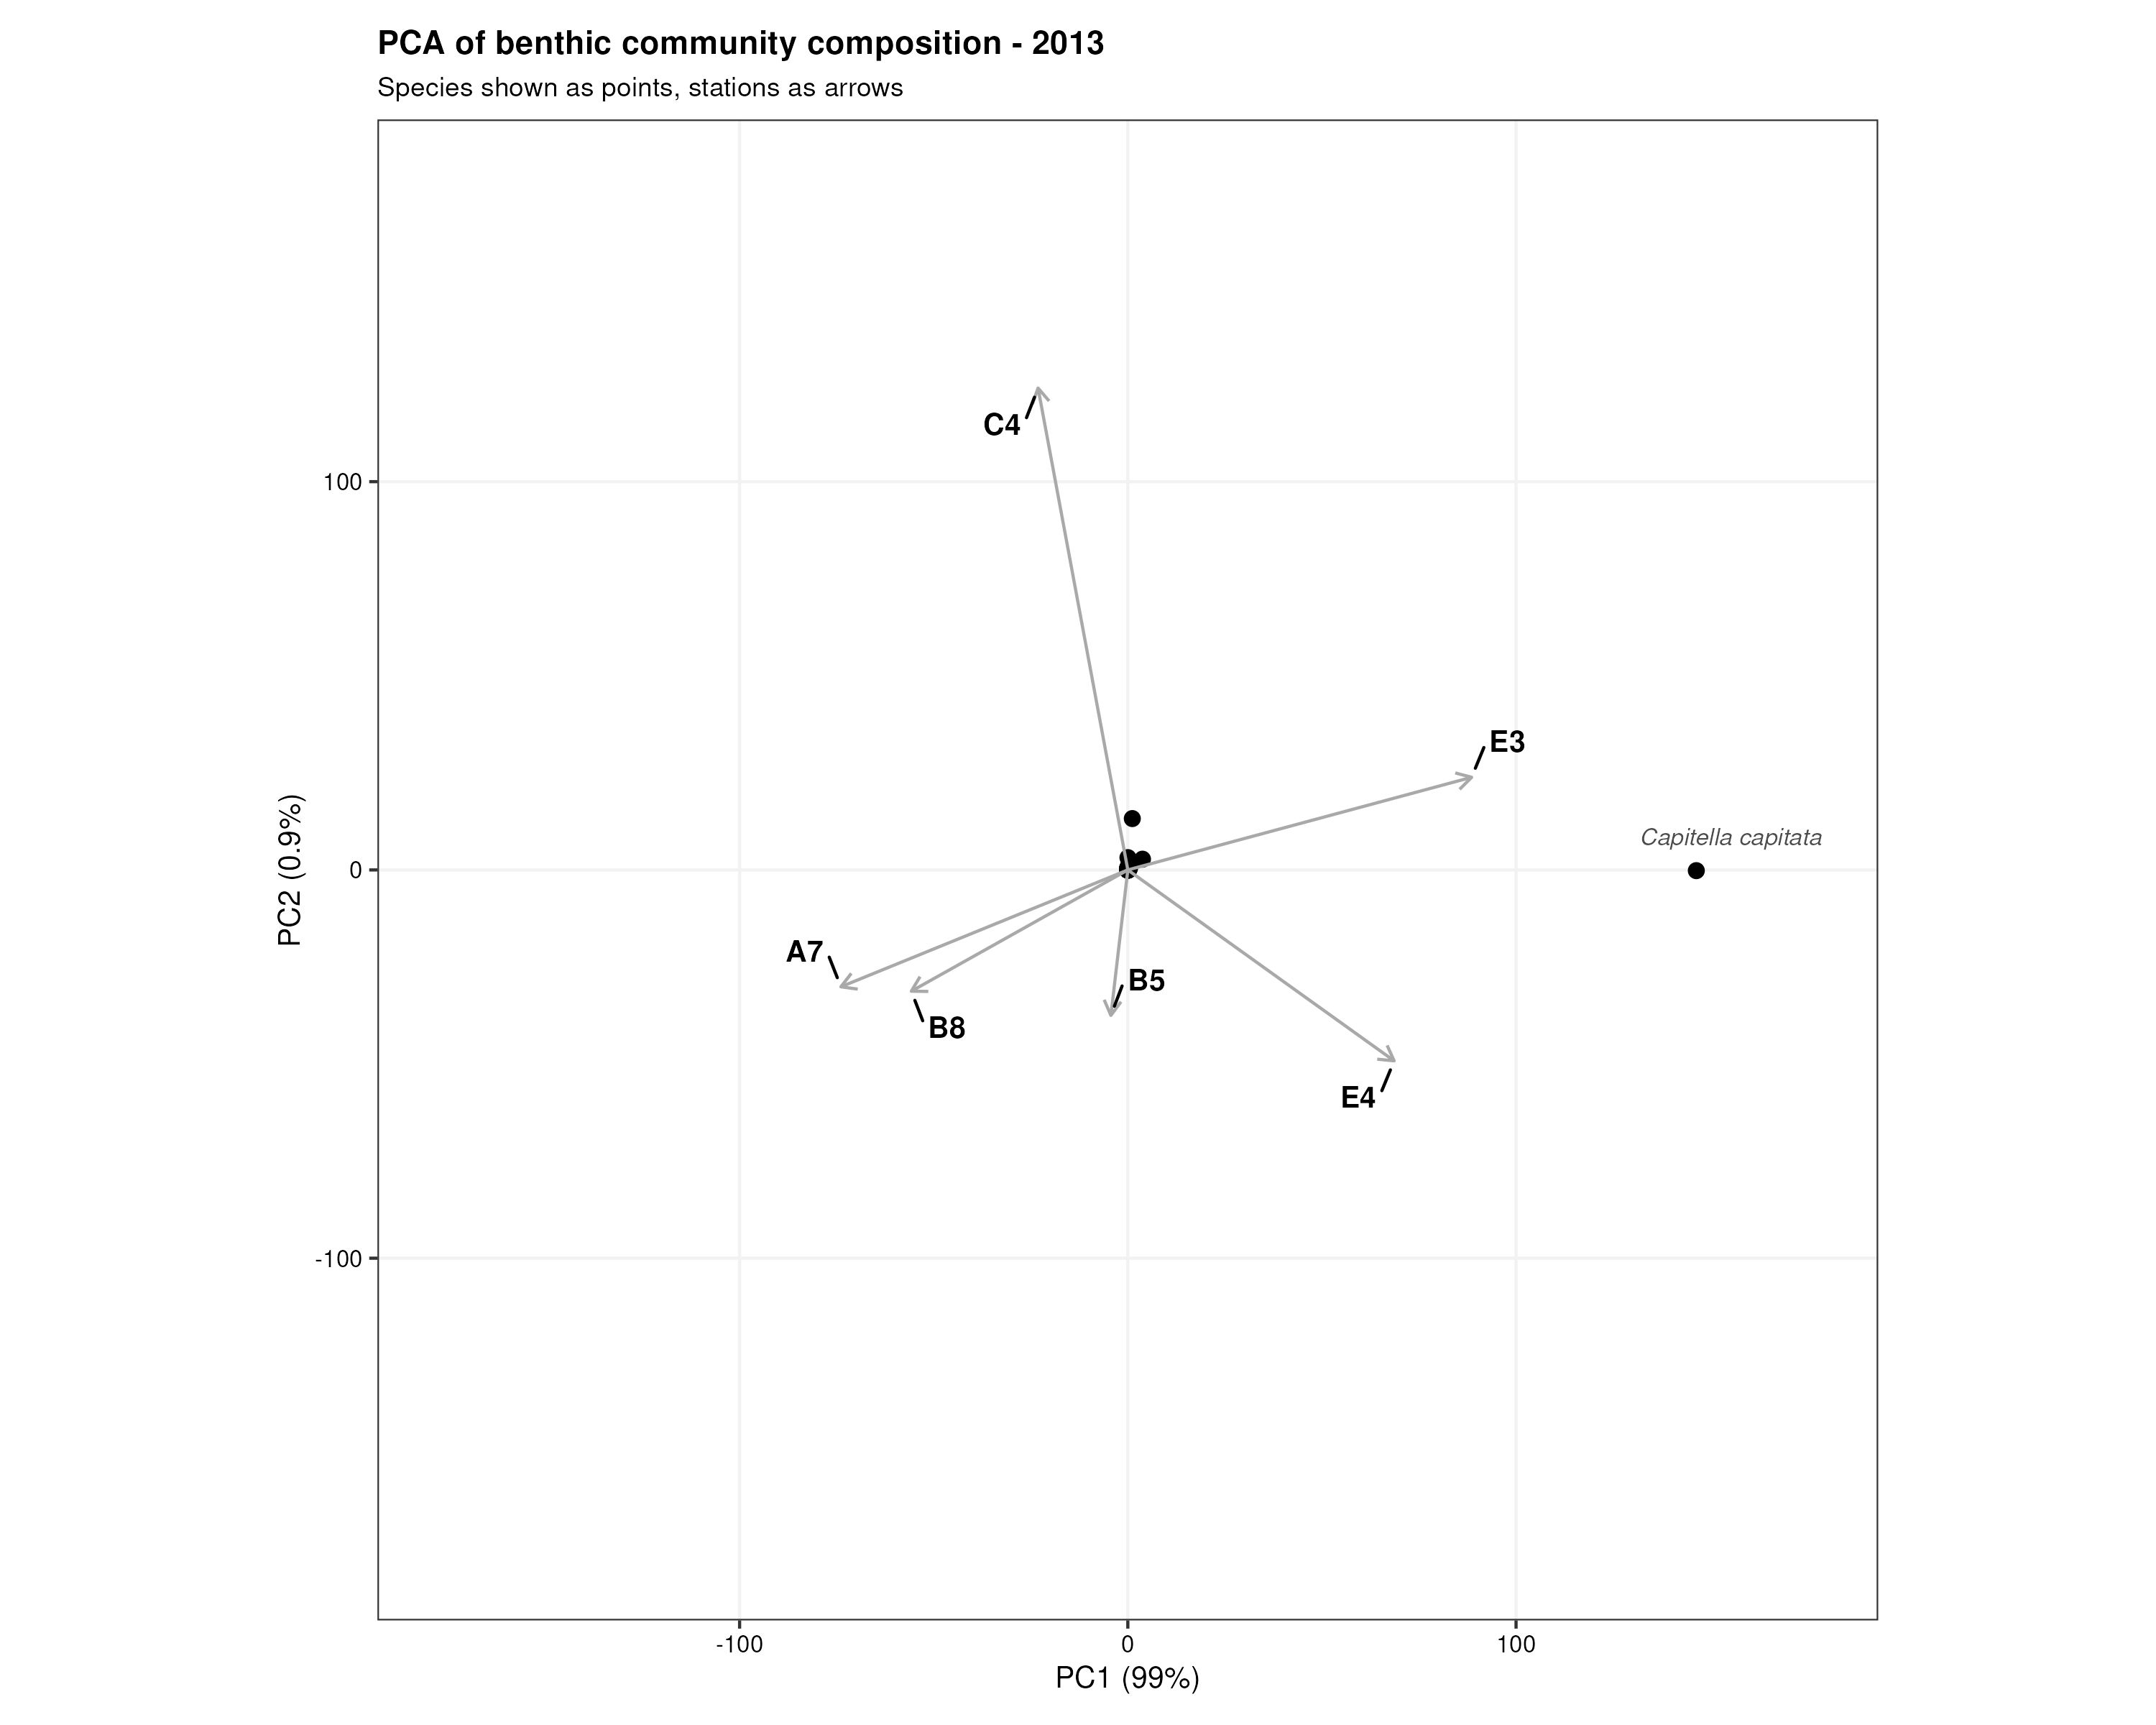 PCA of benthic community composition - 2013
Species shown as points, stations as arrows
C4
100
E3
Capitella capitata
0
A7
B5
B8
E4
-100
PC2 (0.9%)
-100
0
100
PC1 (99%)